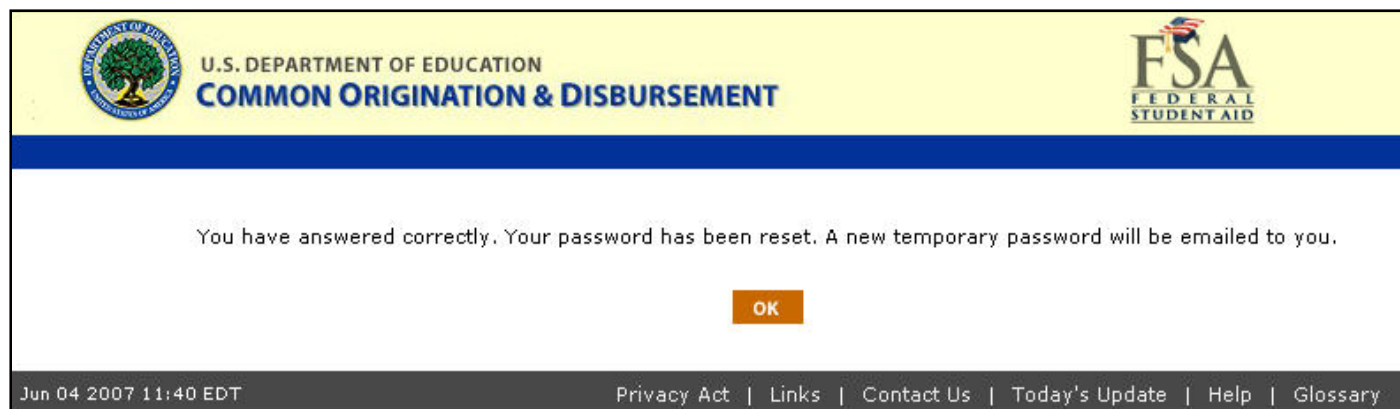 U.S. DEPARTMENT OF EDUCATION
COMMON ORIGINATION & DISBURSEMENT
FSA
FEDERAL
STUDENT AID
You have answered correctly. Your password has been reset. A new temporary password will be emailed to you.
OK
Jun 04 2007 11:40 EDT
Privacy Act | Links | Contact Us | Today's Update | Help | Glossary